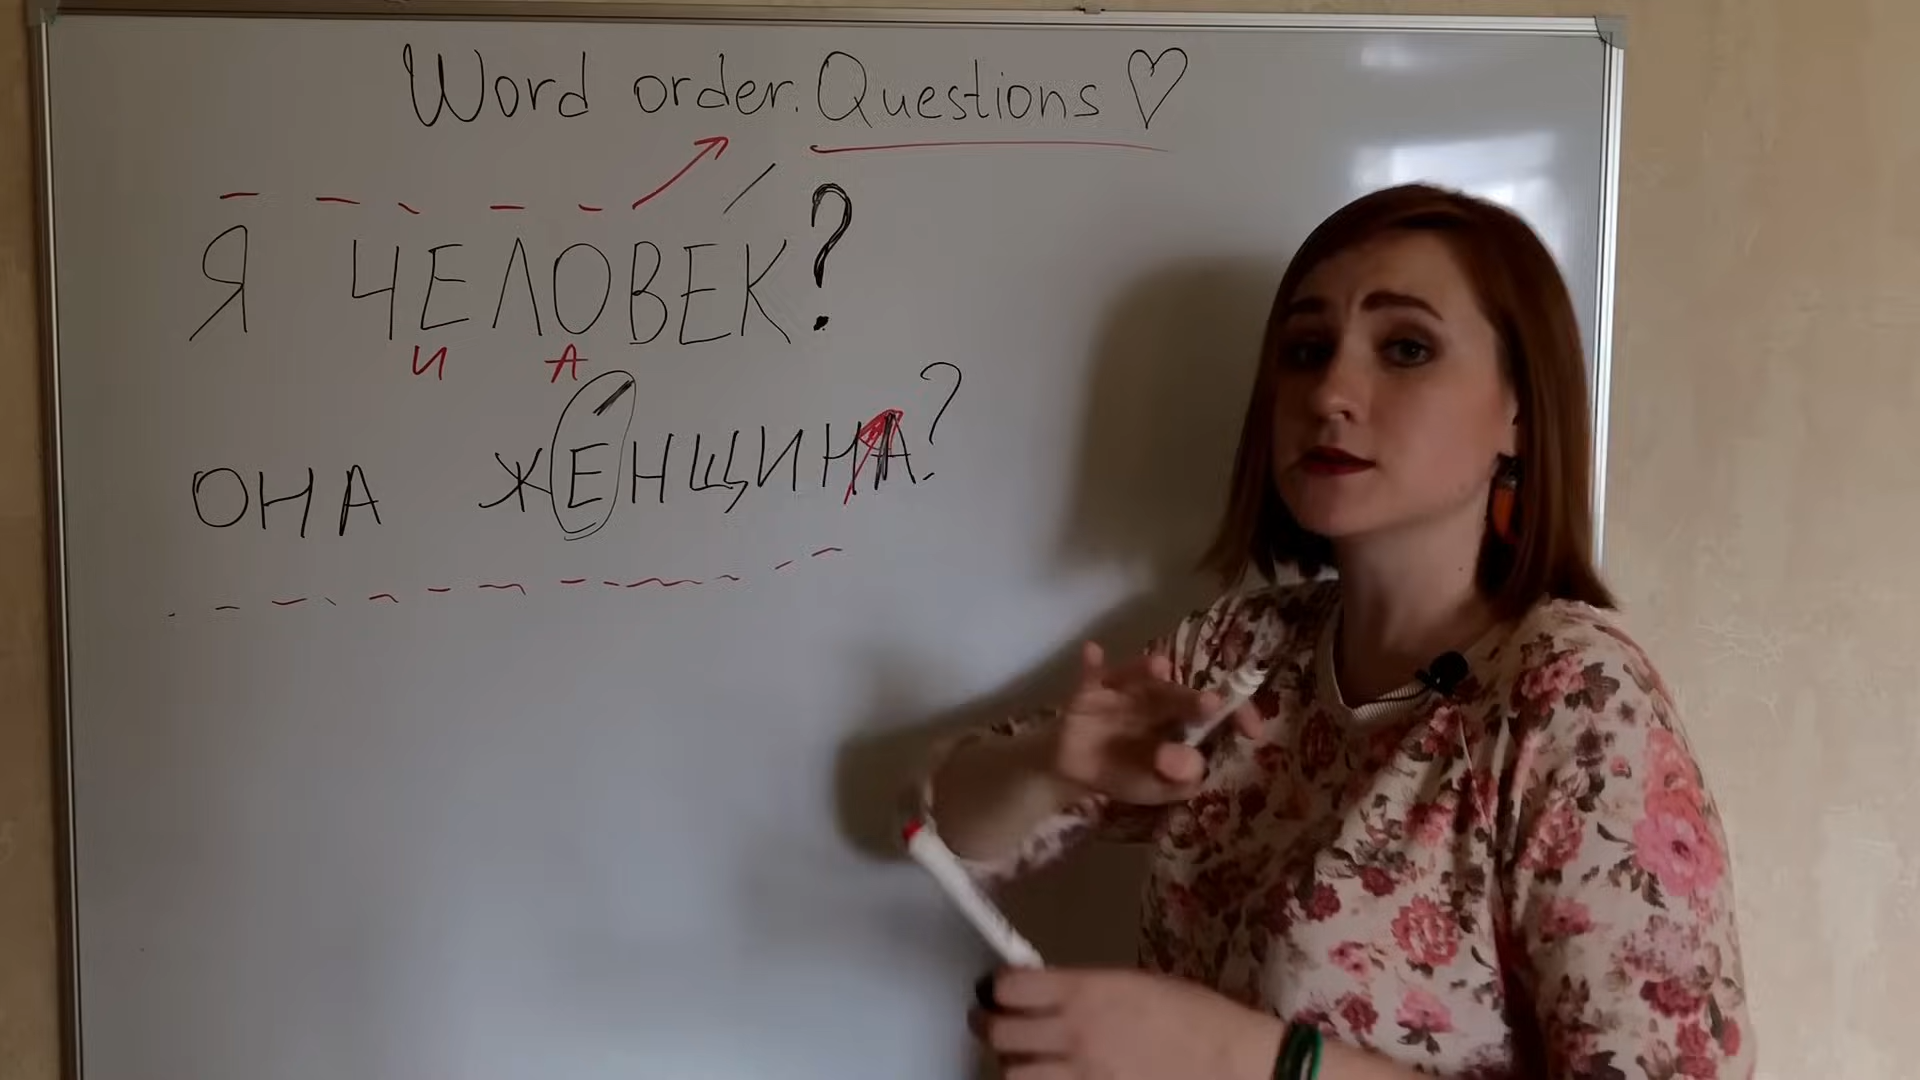 Word order. Questions ♡
Я ЧЕЛОВЕК?
И А
ОНА ЖЕНЩИНА?